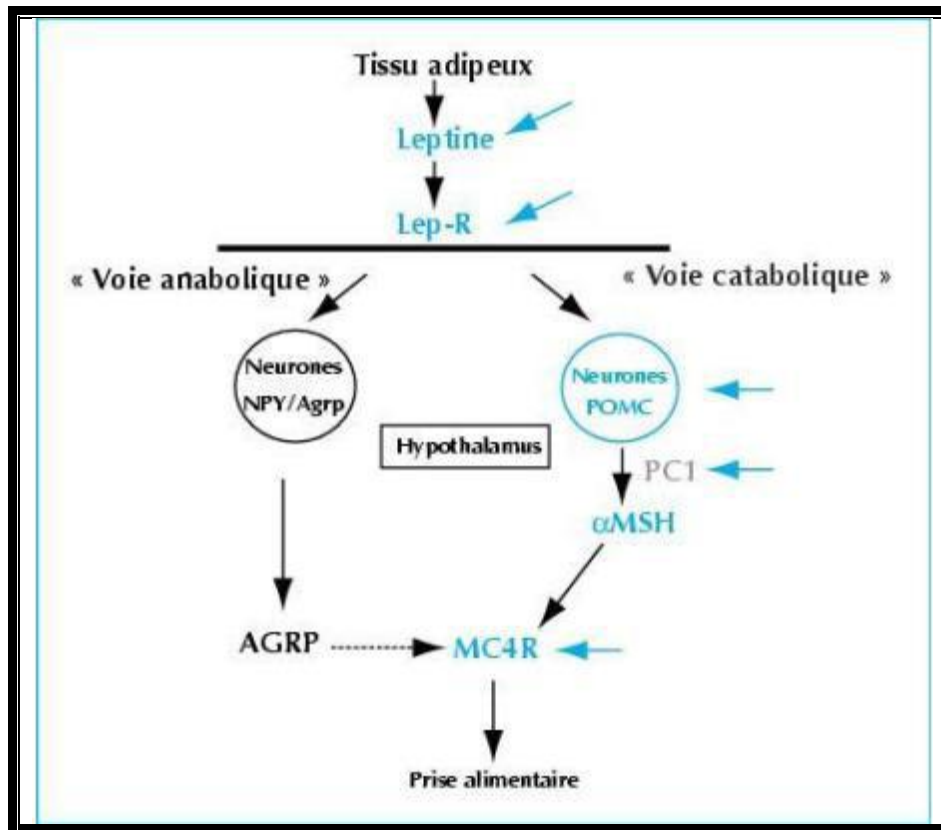 Tissu adipeux
Leptine
Lep-R
« Voie anabolique »
« Voie catabolique »
Neurones
NPY/Agrp
Neurones
POMC
Hypothalamus
PC1
αMSH
AGRP
MC4R
Prise alimentaire